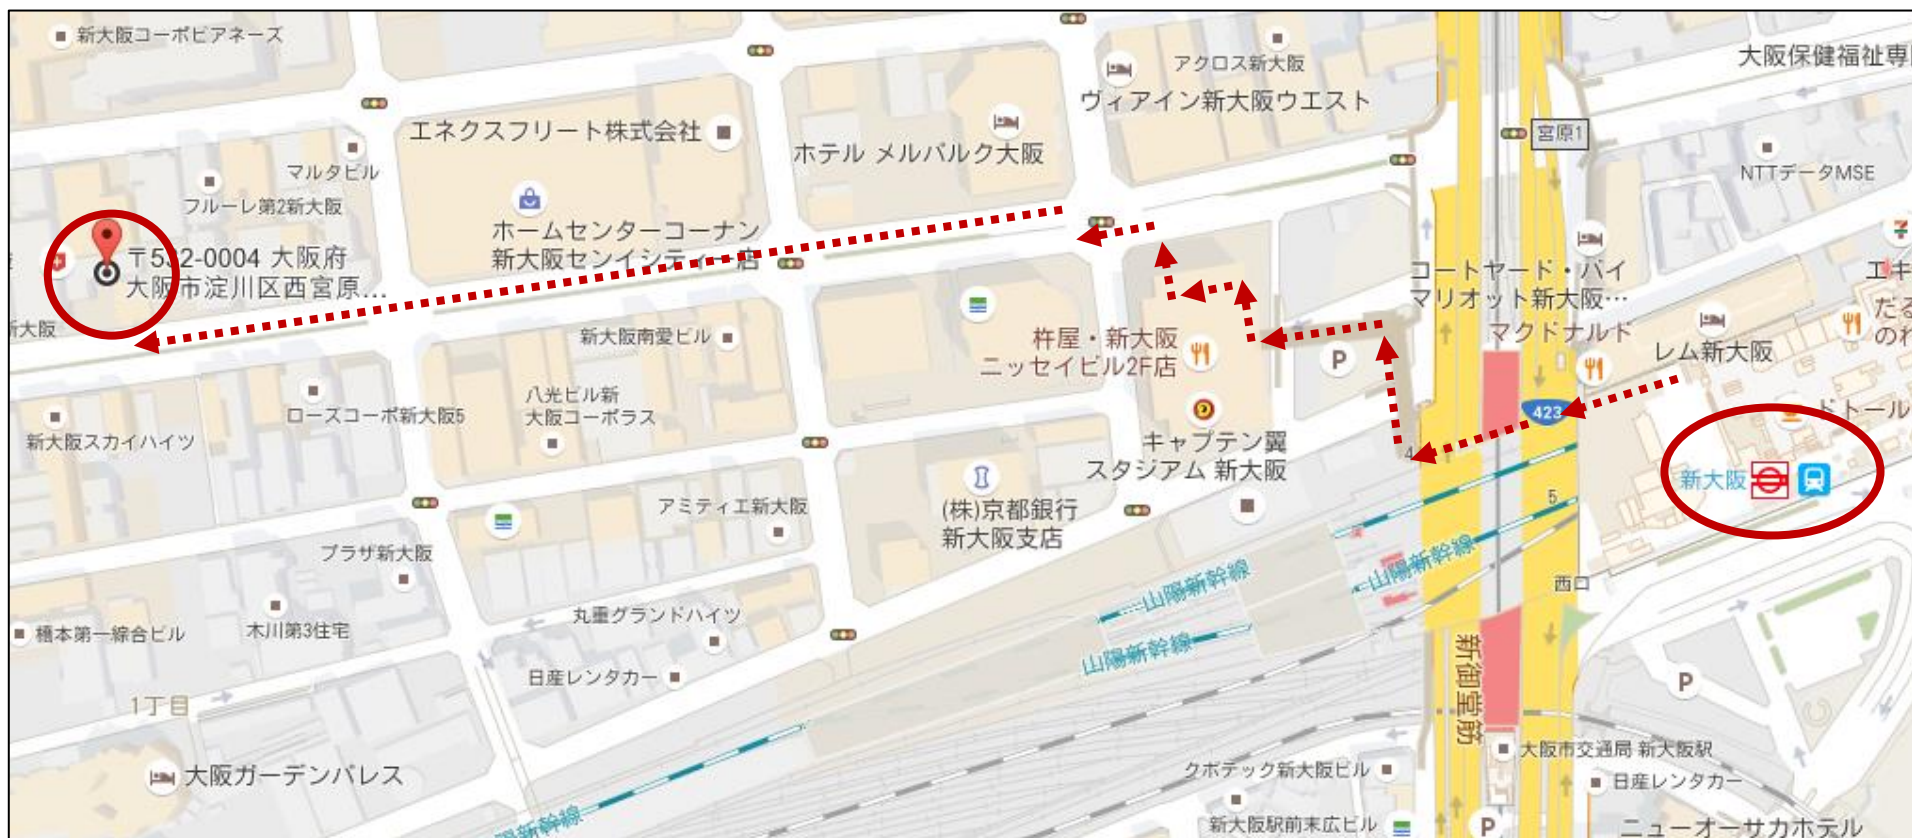 新大阪コーポビアネーズ
アクロス新大阪
ヴィアイン新大阪ウエスト
大阪保健福祉専
エネクスフリート株式会社
ホテル メルパルク大阪
宮原1
マルタビル
フルーレ第2新大阪
NTTデータMSE
ホームセンターコーナン
新大阪センイシティー店
〒532-0004 大阪府
大阪市淀川区西宮原...
コートヤード・バイ
マリオット新大阪…
エキ
だる
のれ
新大阪
新大阪南愛ビル
杵屋・新大阪
ニッセイビル2F店
P
マクドナルド
レム新大阪
ローズコーポ新大阪5
八光ビル新
大阪コーポラス
423
ドトール
新大阪スカイハイツ
キャプテン翼
スタジアム 新大阪
4
新大阪
5
アミティエ新大阪
(株)京都銀行
新大阪支店
プラザ新大阪
山陽新幹線
山陽新幹線
西口
橋本第一綜合ビル
木川第3住宅
丸重グランドハイツ
山陽新幹線
新御堂筋
日産レンタカー
P
1丁目
大阪市交通局 新大阪駅
大阪ガーデンパレス
クボテック新大阪ビル
日産レンタカー
山陽新幹線
新大阪駅前末広ビル
P
ニューオーサカホテル